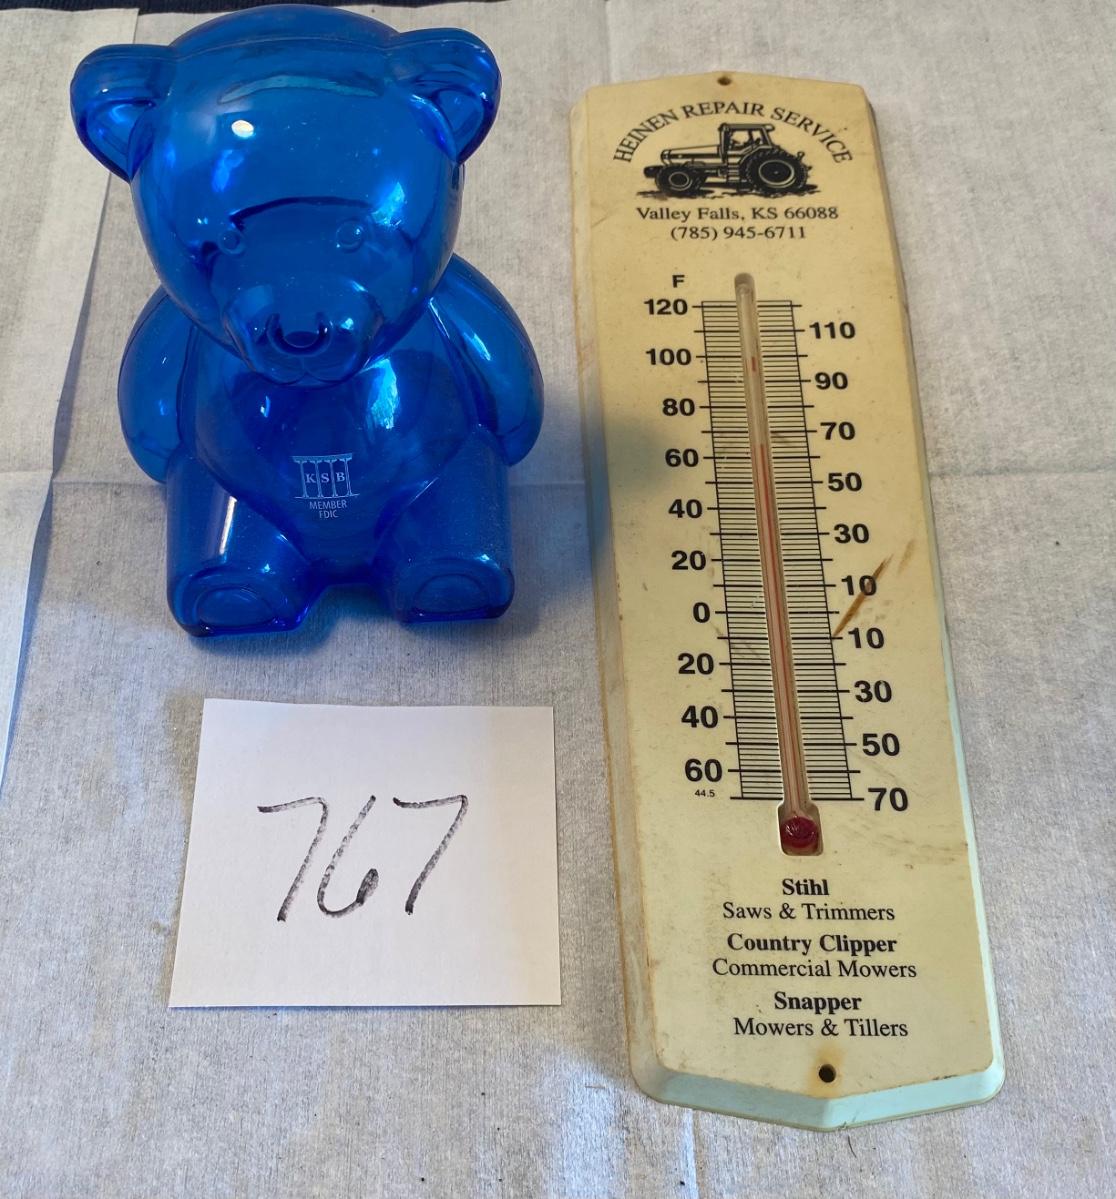 KSB
MEMBER
FDIC
767
HEINEN REPAIR SERVICE
Valley Falls, KS 66088
(785) 945-6711
F
120
110
100
90
80
70
60
50
40
30
20
10
0
10
20
30
40
50
60
44.5
70
Stihl
Saws & Trimmers
Country Clipper
Commercial Mowers
Snapper
Mowers & Tillers